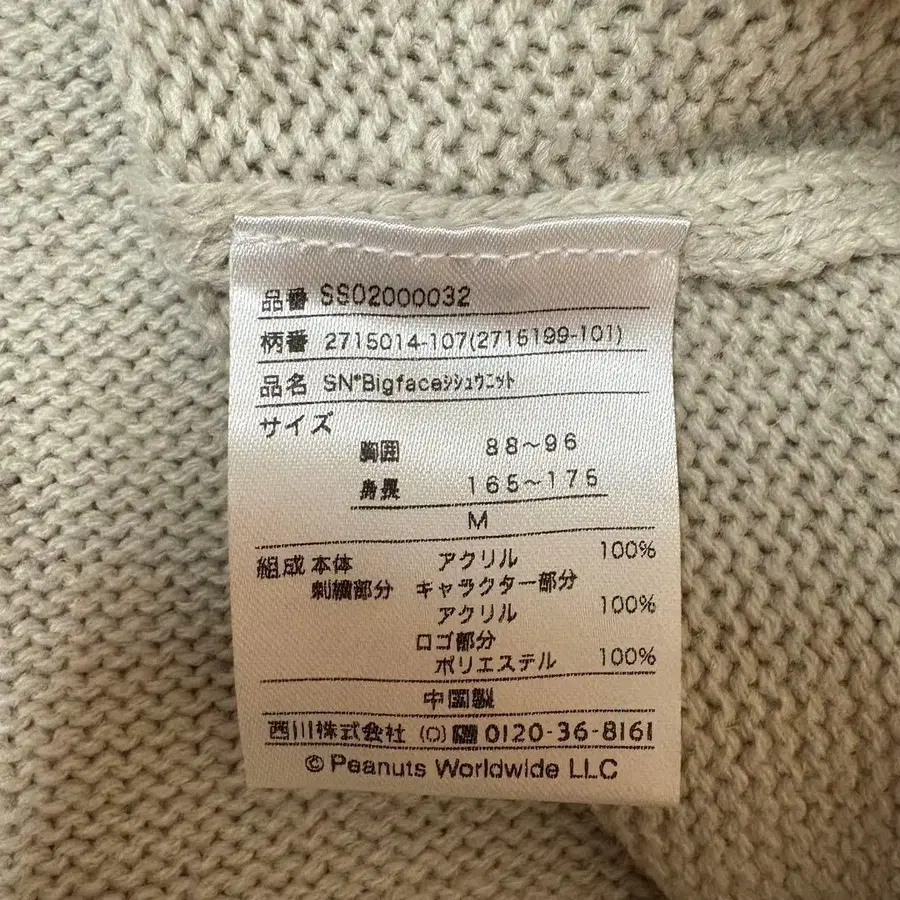 品番 SS02000032
柄番 2715014-107(2716199-101)
品名 SN*Bigfaceシシュウニット
サイズ
胸囲 88~96
身長 165~175
M
組成 本体 アクリル 100%
刺繍部分 キャラクター部分
アクリル 100%
ロゴ部分
ポリエステル 100%
中国製
西川株式会社 (O) 0120-36-8161
© Peanuts Worldwide LLC